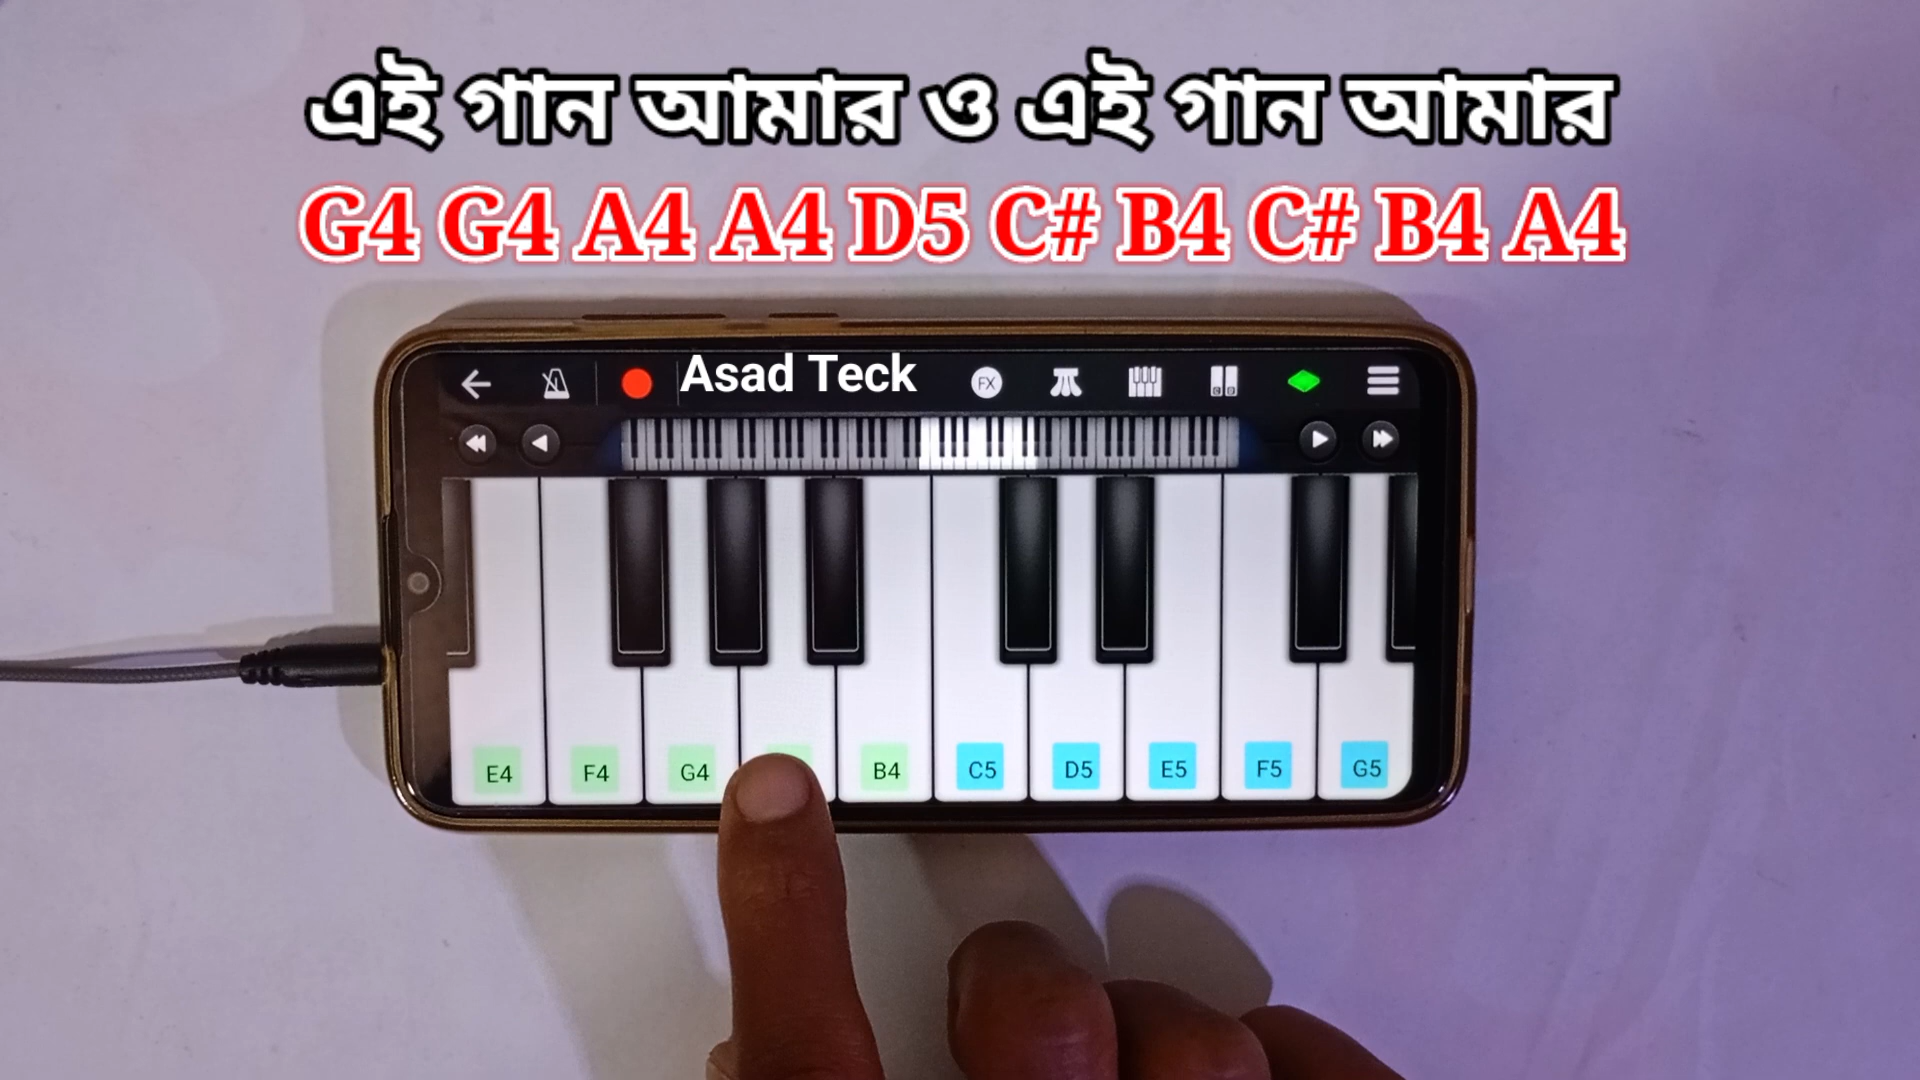 এই গান আমার ও এই গান আমার
G4 G4 A4 A4 D5 C# B4 C# B4 A4
Asad Teck
FX
E4 F4 G4 B4 C5 D5 E5 F5 G5